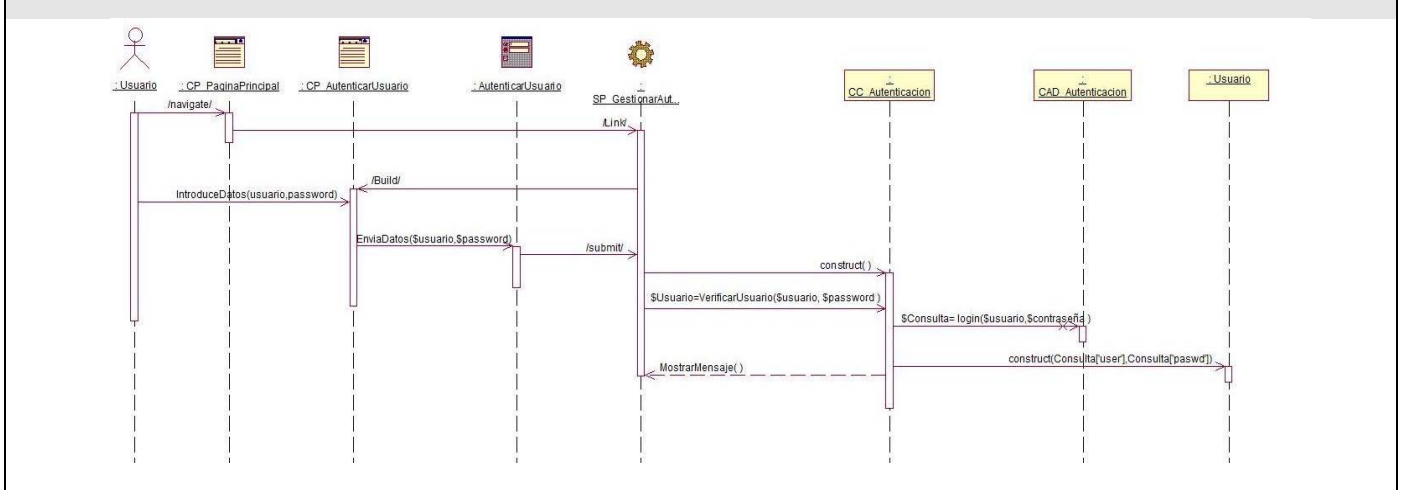 : Usuario
: CP_PaginaPrincipal
: CP_AutenticarUsuario
: AutenticarUsuario
:
SP_GestionarAut...
:
CC_Autenticacion
:
CAD_Autenticacion
: Usuario
/navigate/
/Link/
/Build/
IntroduceDatos(usuario,password)
EnviaDatos($usuario,$password)
/submit/
construct( )
$Usuario=VerificarUsuario($usuario, $password )
$Consulta= login($usuario,$contraseña )
construct(Consulta['user'],Consulta['paswd'])
MostrarMensaje( )